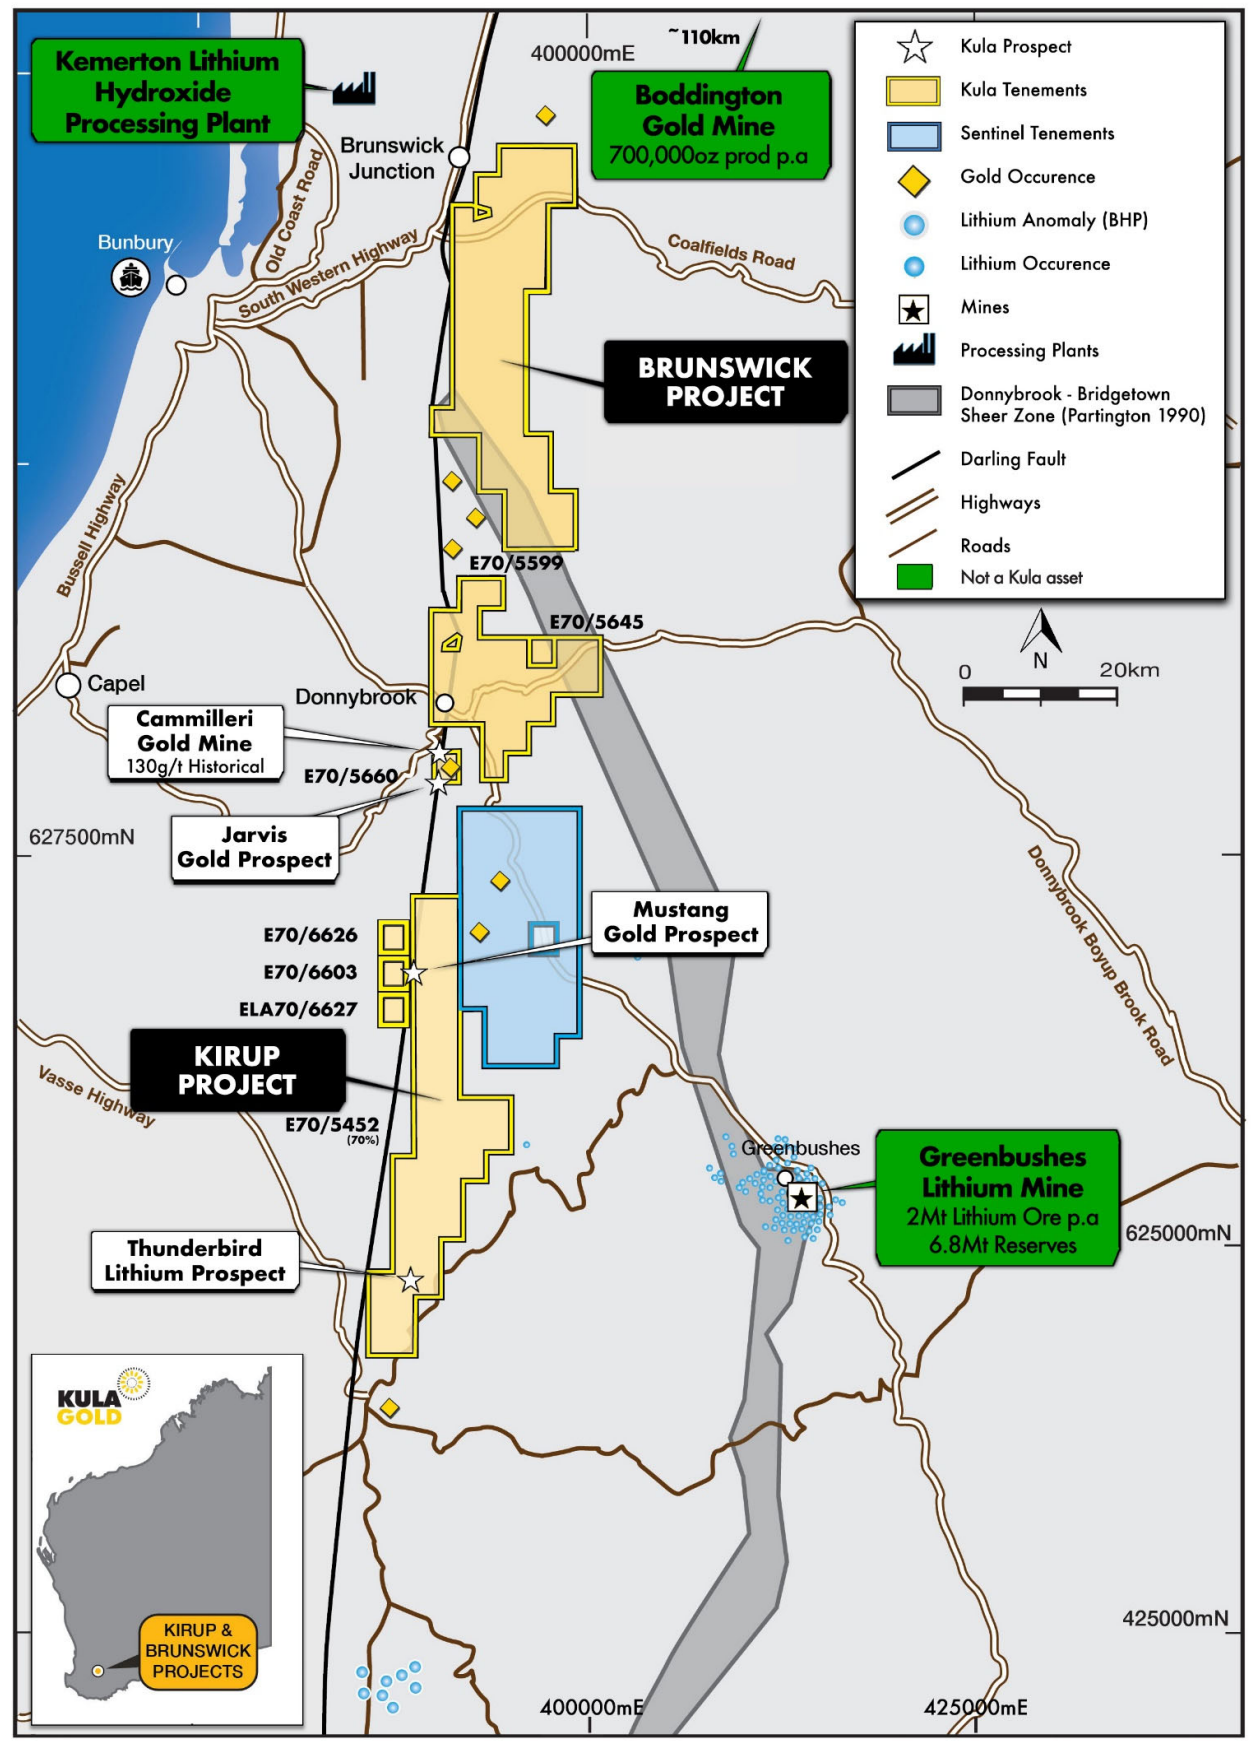 Kemerton Lithium
Hydroxide
Processing Plant
~110km
400000mE
Boddington
Gold Mine
700,000oz prod p.a
Kula Prospect
Kula Tenements
Sentinel Tenements
Gold Occurence
Lithium Anomaly (BHP)
Lithium Occurence
Mines
Processing Plants
Donnybrook - Bridgetown
Sheer Zone (Partington 1990)
Darling Fault
Highways
Roads
Not a Kula asset
N
0 20km
Brunswick
Junction
Old Coast Road
Bunbury
South Western Highway
Coalfields Road
BRUNSWICK
PROJECT
Bussell Highway
E70/5599
E70/5645
Capel
Donnybrook
Cammilleri
Gold Mine
130g/t Historical
E70/5660
Jarvis
Gold Prospect
627500mN
Donnybrook Boyup Brook Road
Mustang
Gold Prospect
E70/6626
E70/6603
ELA70/6627
KIRUP
PROJECT
Vasse Highway
E70/5452
(70%)
Greenbushes
Greenbushes
Lithium Mine
2Mt Lithium Ore p.a
6.8Mt Reserves
625000mN
Thunderbird
Lithium Prospect
KULA
GOLD
KIRUP &
BRUNSWICK
PROJECTS
425000mN
400000mE
425000mE